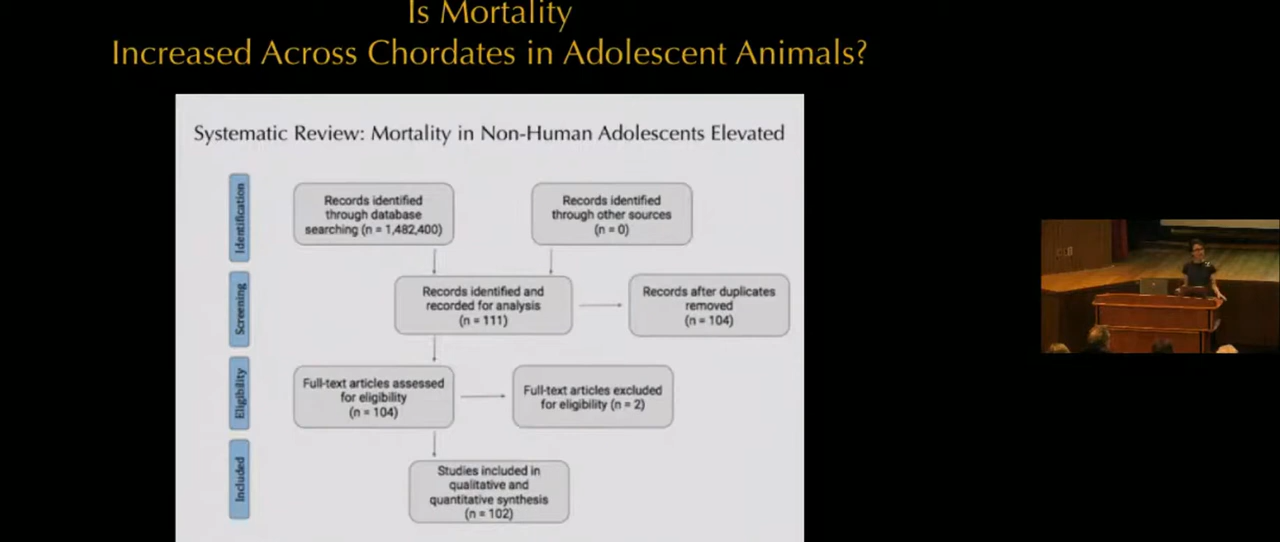 Is Mortality
Increased Across Chordates in Adolescent Animals?
Systematic Review: Mortality in Non-Human Adolescents Elevated
Identification
Records identified
through database
searching (n = 1,482,400)
Records identified
through other sources
(n = 0)
Screening
Records identified and
recorded for analysis
(n = 111)
Records after duplicates
removed
(n = 104)
Eligibility
Full-text articles assessed
for eligibility
(n = 104)
Full-text articles excluded
for eligibility (n = 2)
Included
Studies included in
qualitative and
quantitative synthesis
(n = 102)